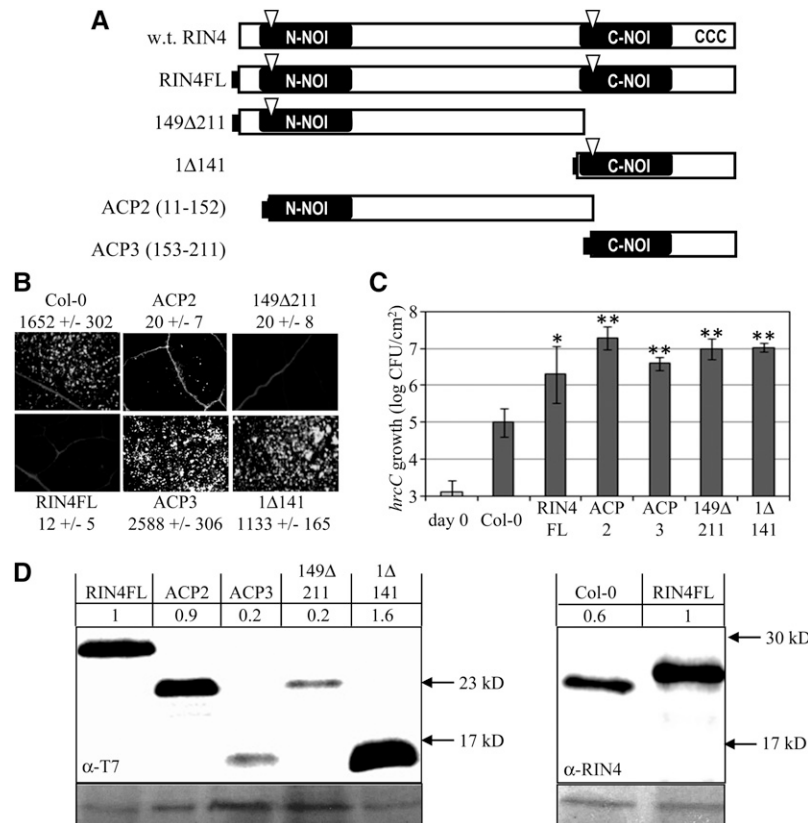 A
w.t. RIN4
N-NOI
C-NOI
CCC
RIN4FL
N-NOI
C-NOI
149Δ211
N-NOI
1Δ141
C-NOI
ACP2 (11-152)
N-NOI
ACP3 (153-211)
C-NOI
B
Col-0 ACP2 149Δ211
1652 +/- 302 20 +/- 7 20 +/- 8
RIN4FL ACP3 1Δ141
12 +/- 5 2588 +/- 306 1133 +/- 165
C
hrcC growth (log CFU/cm²)
8
7
6
5
4
3
* ** ** ** **
day 0 Col-0 RIN4 ACP ACP 149Δ 1Δ
FL 2 3 211 141
D
RIN4FL ACP2 ACP3 149Δ 1Δ
211 141
1 0.9 0.2 0.2 1.6
23 kD
17 kD
α-T7
Col-0 RIN4FL
0.6 1
30 kD
17 kD
α-RIN4